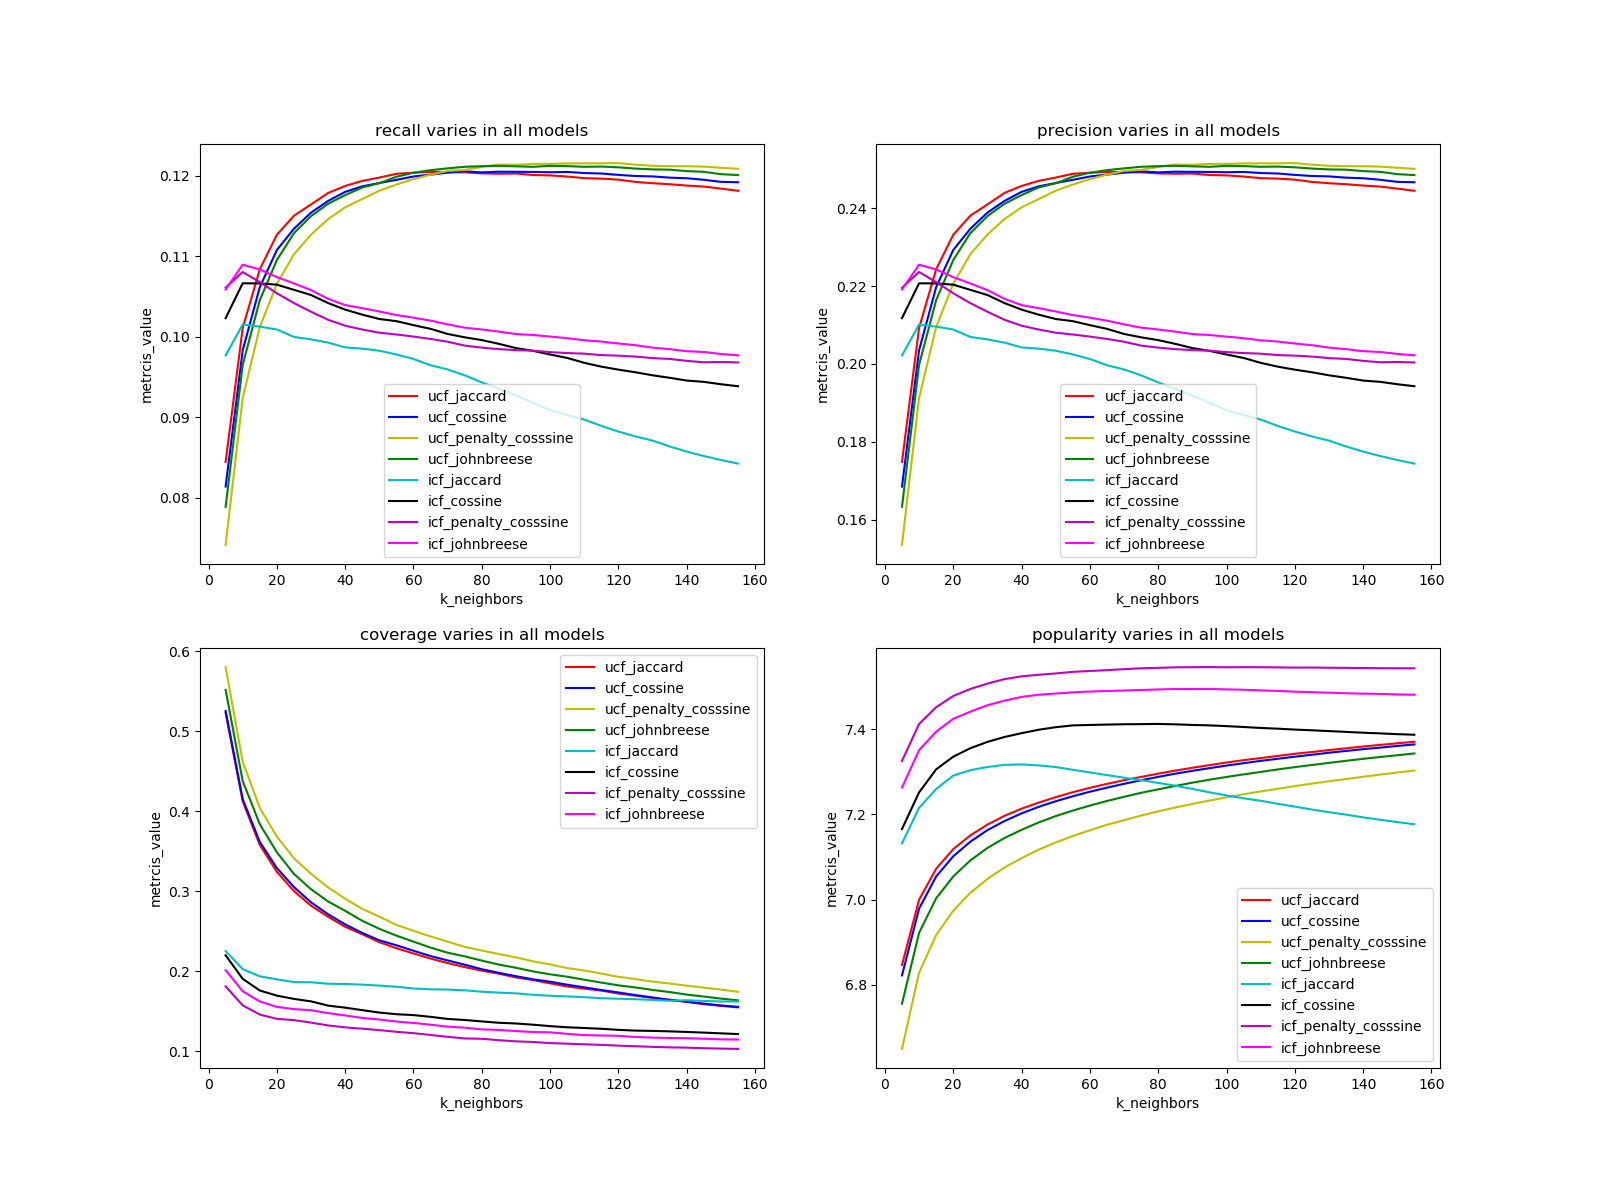 recall varies in all models
metrcis_value
0.12
0.11
0.10
0.09
0.08
ucf_jaccard
ucf_cossine
ucf_penalty_cosssine
ucf_johnbreese
icf_jaccard
icf_cossine
icf_penalty_cosssine
icf_johnbreese
0 20 40 60 80 100 120 140 160
k_neighbors
precision varies in all models
metrcis_value
0.24
0.22
0.20
0.18
0.16
ucf_jaccard
ucf_cossine
ucf_penalty_cosssine
ucf_johnbreese
icf_jaccard
icf_cossine
icf_penalty_cosssine
icf_johnbreese
0 20 40 60 80 100 120 140 160
k_neighbors
coverage varies in all models
metrcis_value
0.6
0.5
0.4
0.3
0.2
0.1
ucf_jaccard
ucf_cossine
ucf_penalty_cosssine
ucf_johnbreese
icf_jaccard
icf_cossine
icf_penalty_cosssine
icf_johnbreese
0 20 40 60 80 100 120 140 160
k_neighbors
popularity varies in all models
metrcis_value
7.4
7.2
7.0
6.8
ucf_jaccard
ucf_cossine
ucf_penalty_cosssine
ucf_johnbreese
icf_jaccard
icf_cossine
icf_penalty_cosssine
icf_johnbreese
0 20 40 60 80 100 120 140 160
k_neighbors